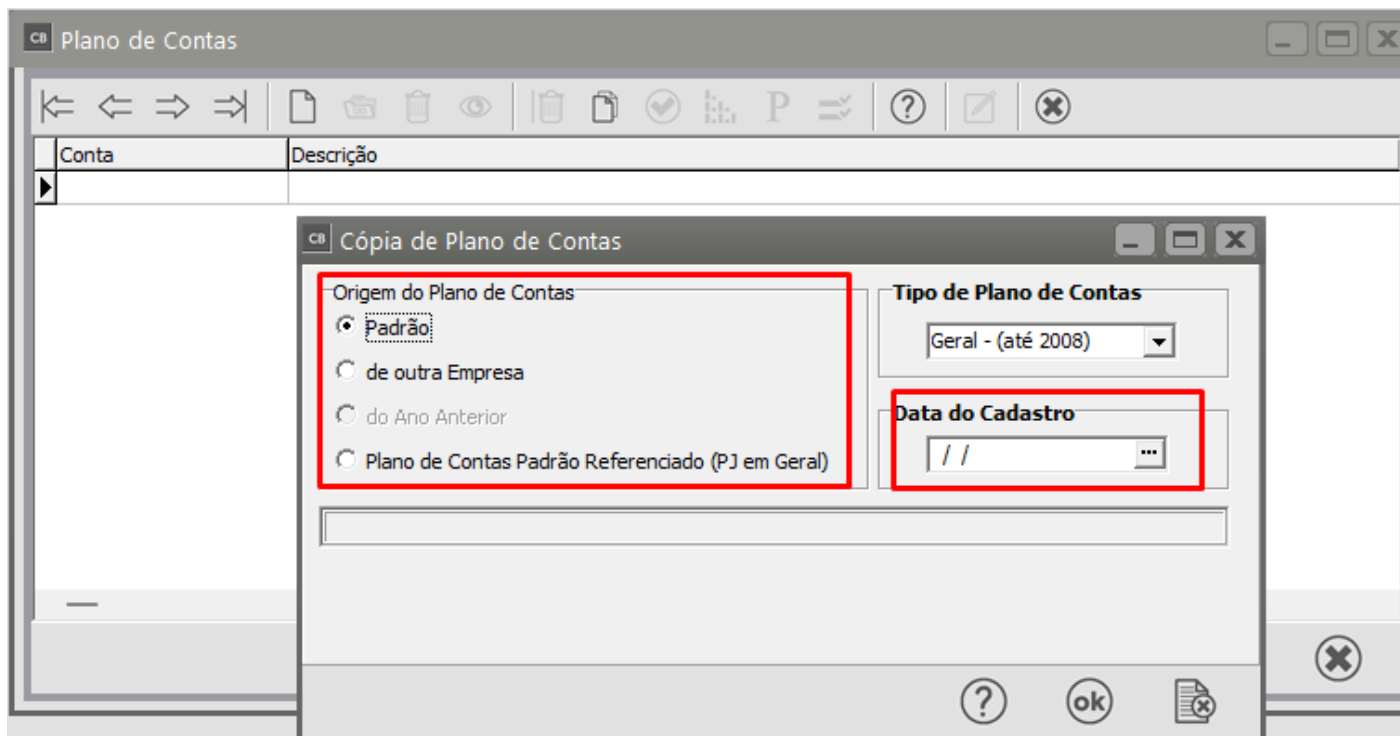 CB Plano de Contas
P ?
Conta Descrição
CB Cópia de Plano de Contas
Origem do Plano de Contas
Padrão
de outra Empresa
do Ano Anterior
Plano de Contas Padrão Referenciado (PJ em Geral)
Tipo de Plano de Contas
Geral - (até 2008)
Data do Cadastro
/ / ...
? ok